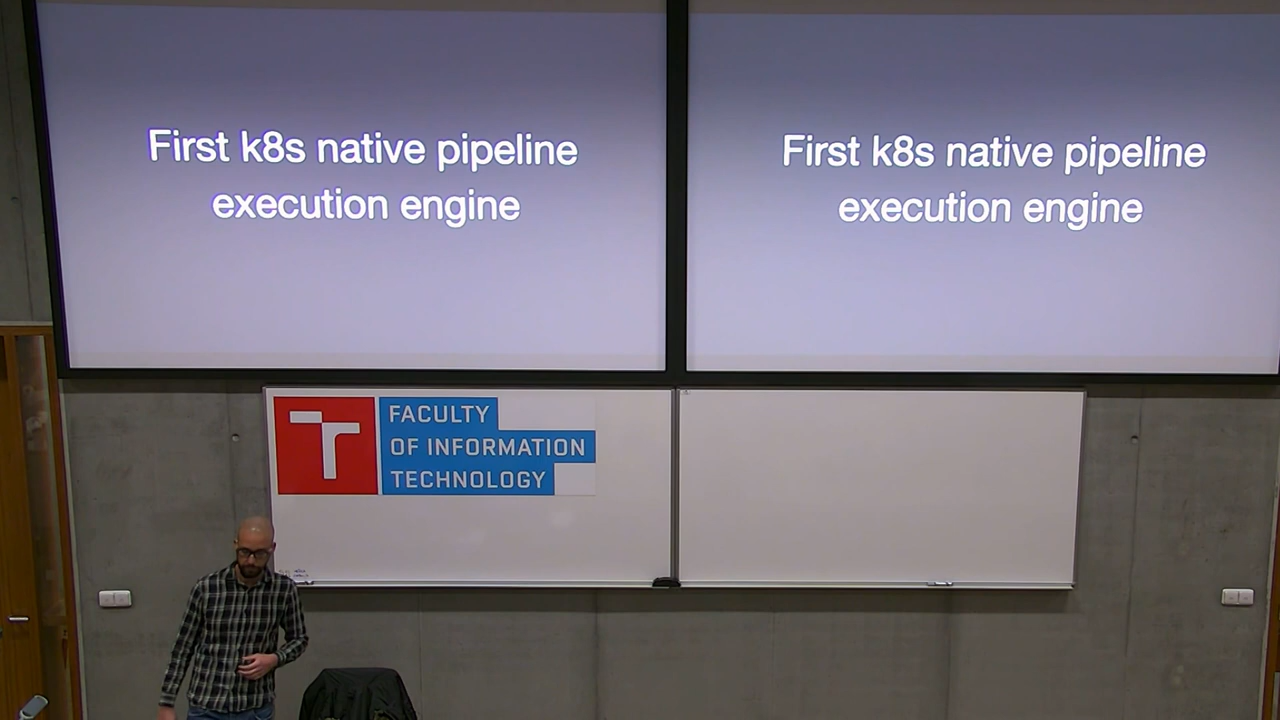 First k8s native pipeline
execution engine
First k8s native pipeline
execution engine
FACULTY
OF INFORMATION
TECHNOLOGY